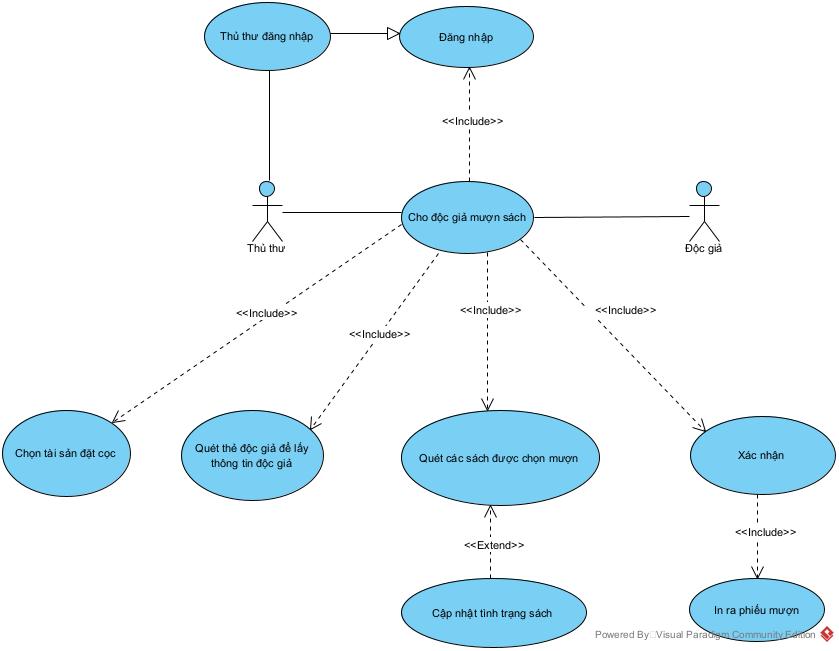 Thủ thư đăng nhập
Đăng nhập
<<Include>>
Cho độc giả mượn sách
Thủ thư
Độc giả
<<Include>>
<<Include>>
<<Include>>
<<Include>>
Chọn tài sản đặt cọc
Quét thẻ độc giả để lấy
thông tin độc giả
Quét các sách được chọn mượn
Xác nhận
<<Extend>>
<<Include>>
Cập nhật tình trạng sách
In ra phiếu mượn
Powered By Visual Paradigm Community Edition